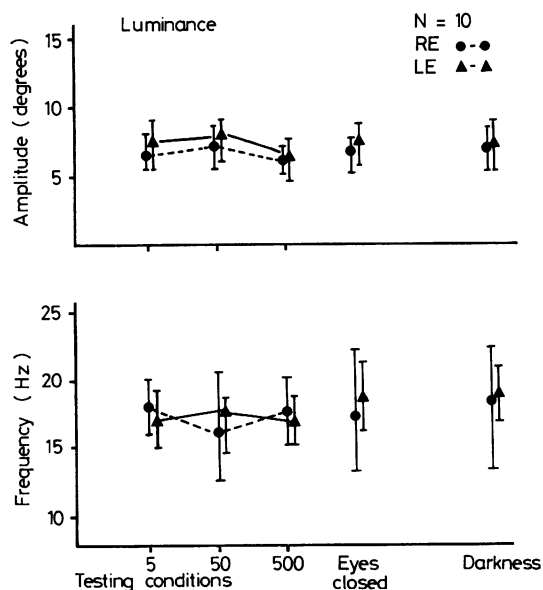 Luminance
N = 10
RE ●--●
LE ▲-▲
Amplitude (degrees)
15
10
5
Frequency (Hz)
25
20
15
10
5 50 500 Eyes closed Darkness
Testing conditions